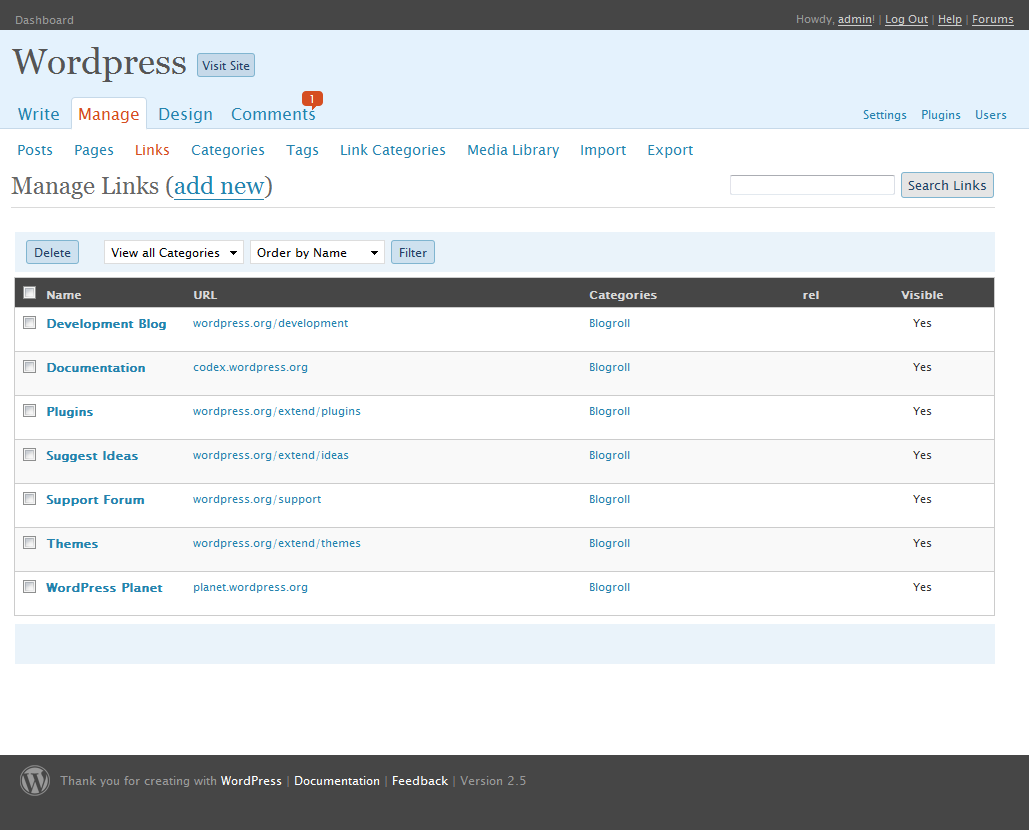 Dashboard Howdy, admin! | Log Out | Help | Forums
Wordpress Visit Site
1
Write Manage Design Comments Settings Plugins Users
Posts Pages Links Categories Tags Link Categories Media Library Import Export
Manage Links (add new) Search Links
Delete View all Categories Order by Name Filter
Name URL Categories rel Visible
Development Blog wordpress.org/development Blogroll Yes
Documentation codex.wordpress.org Blogroll Yes
Plugins wordpress.org/extend/plugins Blogroll Yes
Suggest Ideas wordpress.org/extend/ideas Blogroll Yes
Support Forum wordpress.org/support Blogroll Yes
Themes wordpress.org/extend/themes Blogroll Yes
WordPress Planet planet.wordpress.org Blogroll Yes
Thank you for creating with WordPress | Documentation | Feedback | Version 2.5